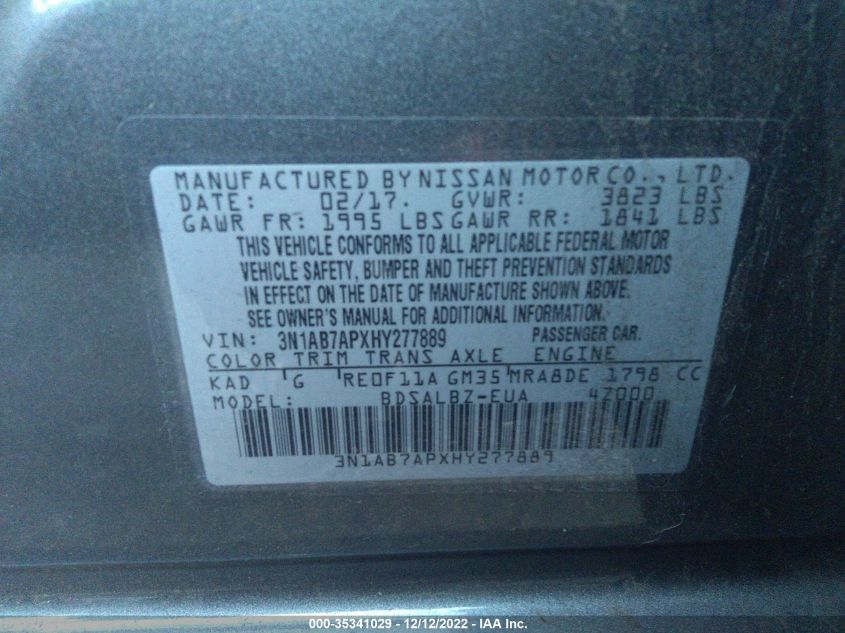 MANUFACTURED BY NISSAN MOTOR CO., LTD.
DATE: 02/17. GVWR: 3823 LBS
GAWR FR: 1995 LBS GAWR RR: 1841 LBS
THIS VEHICLE CONFORMS TO ALL APPLICABLE FEDERAL MOTOR
VEHICLE SAFETY, BUMPER AND THEFT PREVENTION STANDARDS
IN EFFECT ON THE DATE OF MANUFACTURE SHOWN ABOVE.
SEE OWNER'S MANUAL FOR ADDITIONAL INFORMATION.
VIN: 3N1AB7APXHY277889 PASSENGER CAR.
COLOR TRIM TRANS AXLE ENGINE
KAD G RE0F11A GM35 MRA8DE 1798 CC
MODEL: BDSALBZ-EUA 4Z000
3N1AB7APXHY277889
000-35341029 - 12/12/2022 - IAA Inc.